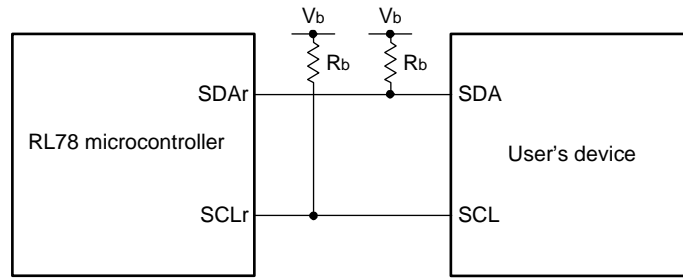 Vb Vb
Rb Rb
SDAr SDA
RL78 microcontroller User's device
SCLr SCL